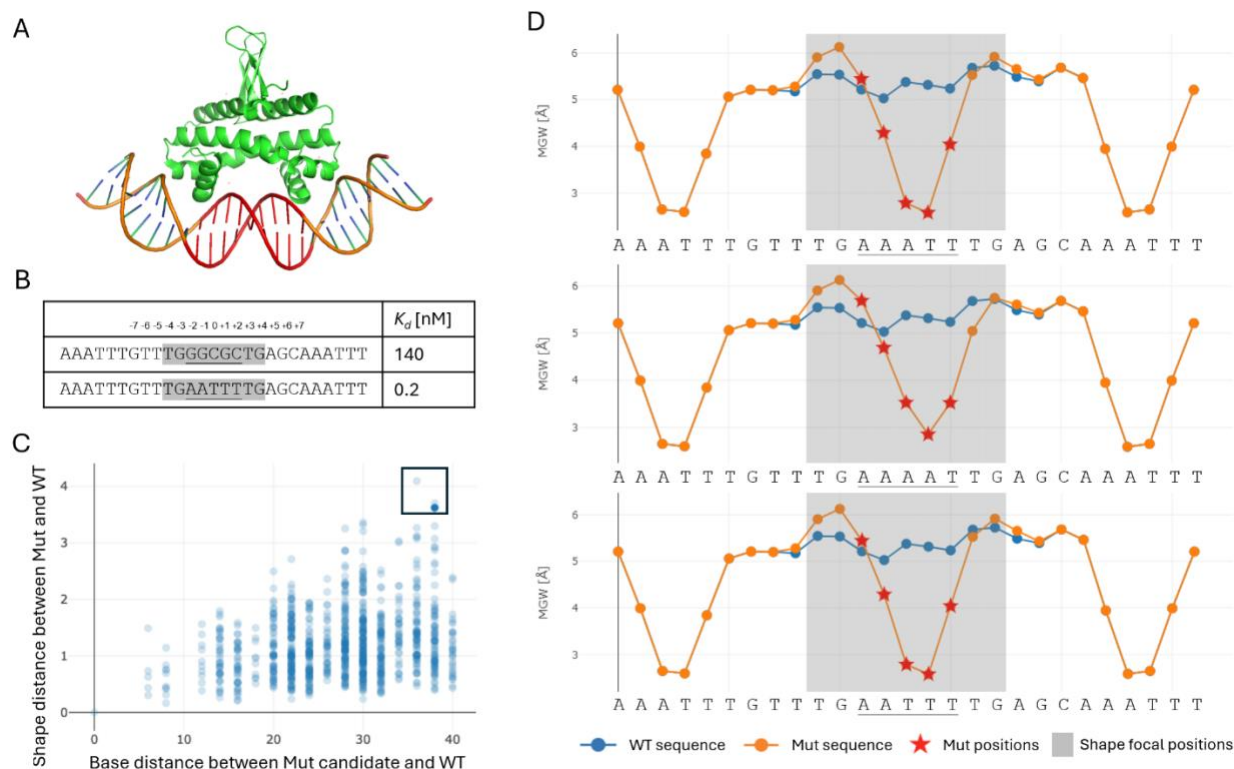 A
D
6
5
4
3
MGW [Å]
A A A T T T G T T T G A A A T T T G A G C A A A T T T
B
-7 -6 -5 -4 -3 -2 -1 0 +1 +2 +3 +4 +5 +6 +7
K_d [nM]
AAATTTGTTTGGGCGCTGAGCAAATTT 140
AAATTTGTTTGAATTTTGAGCAAATTT 0.2
6
5
4
3
MGW [Å]
A A A T T T G T T T G A A A A T T G A G C A A A T T T
C
Shape distance between Mut and WT
4
3
2
1
0
0 10 20 30 40
Base distance between Mut candidate and WT
6
5
4
3
MGW [Å]
A A A T T T G T T T G A A T T T T G A G C A A A T T T
WT sequence Mut sequence Mut positions Shape focal positions